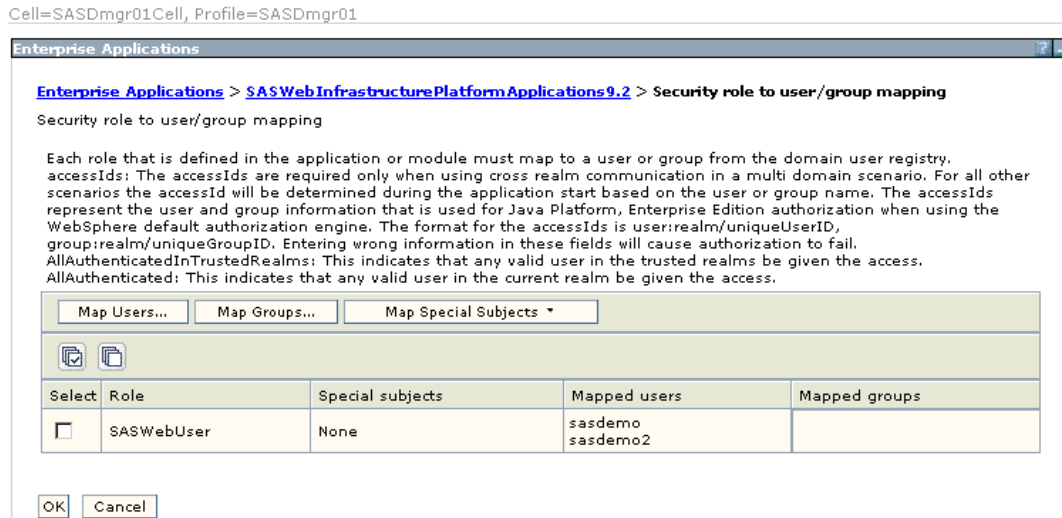 Cell=SASDmgr01Cell, Profile=SASDmgr01
Enterprise Applications ? -
Enterprise Applications > SASWebInfrastructurePlatformApplications9.2 > Security role to user/group mapping
Security role to user/group mapping
Each role that is defined in the application or module must map to a user or group from the domain user registry.
accessIds: The accessIds are required only when using cross realm communication in a multi domain scenario. For all other
scenarios the accessId will be determined during the application start based on the user or group name. The accessIds
represent the user and group information that is used for Java Platform, Enterprise Edition authorization when using the
WebSphere default authorization engine. The format for the accessIds is user:realm/uniqueUserID,
group:realm/uniqueGroupID. Entering wrong information in these fields will cause authorization to fail.
AllAuthenticatedInTrustedRealms: This indicates that any valid user in the trusted realms be given the access.
AllAuthenticated: This indicates that any valid user in the current realm be given the access.
Map Users... Map Groups... Map Special Subjects
Select Role Special subjects Mapped users Mapped groups
SASWebUser None sasdemo
sasdemo2
OK Cancel